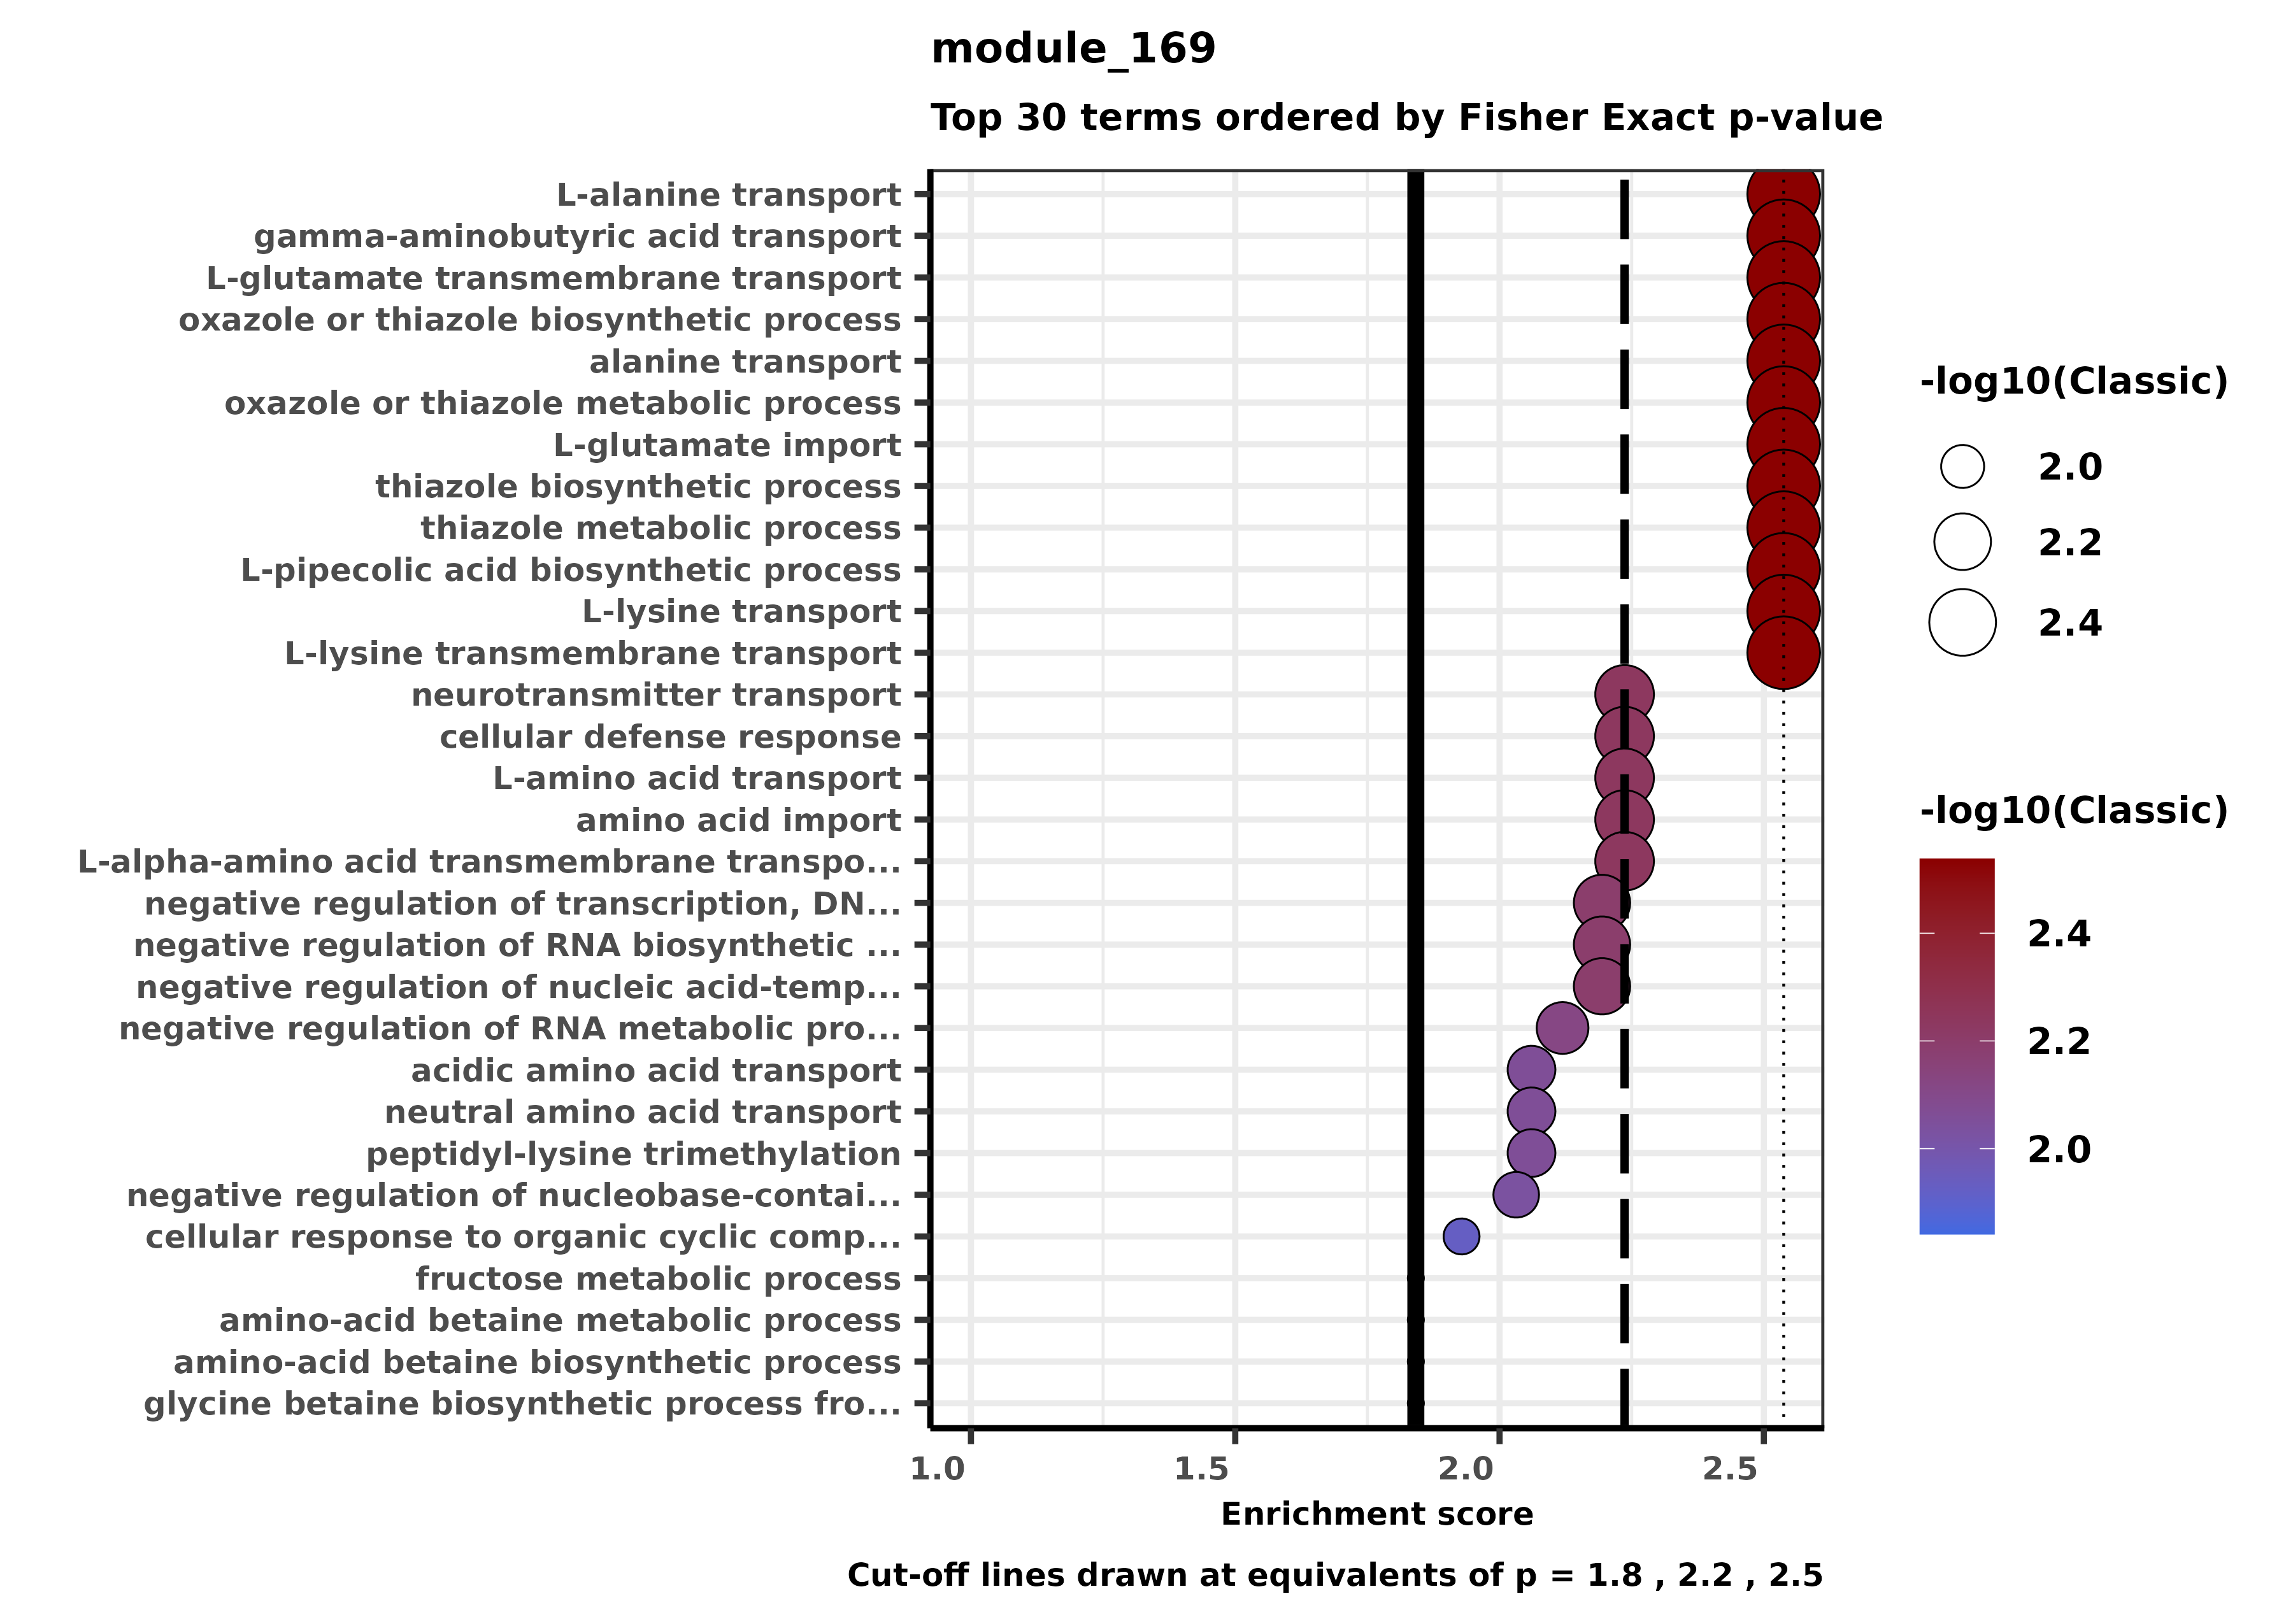 module_169
Top 30 terms ordered by Fisher Exact p-value
L-alanine transport
gamma-aminobutyric acid transport
L-glutamate transmembrane transport
oxazole or thiazole biosynthetic process
alanine transport
oxazole or thiazole metabolic process
L-glutamate import
thiazole biosynthetic process
thiazole metabolic process
L-pipecolic acid biosynthetic process
L-lysine transport
L-lysine transmembrane transport
neurotransmitter transport
cellular defense response
L-amino acid transport
amino acid import
L-alpha-amino acid transmembrane transpo...
negative regulation of transcription, DN...
negative regulation of RNA biosynthetic ...
negative regulation of nucleic acid-temp...
negative regulation of RNA metabolic pro...
acidic amino acid transport
neutral amino acid transport
peptidyl-lysine trimethylation
negative regulation of nucleobase-contai...
cellular response to organic cyclic comp...
fructose metabolic process
amino-acid betaine metabolic process
amino-acid betaine biosynthetic process
glycine betaine biosynthetic process fro...
1.0 1.5 2.0 2.5
Enrichment score
Cut-off lines drawn at equivalents of p = 1.8 , 2.2 , 2.5
-log10(Classic)
2.0
2.2
2.4
-log10(Classic)
2.4
2.2
2.0